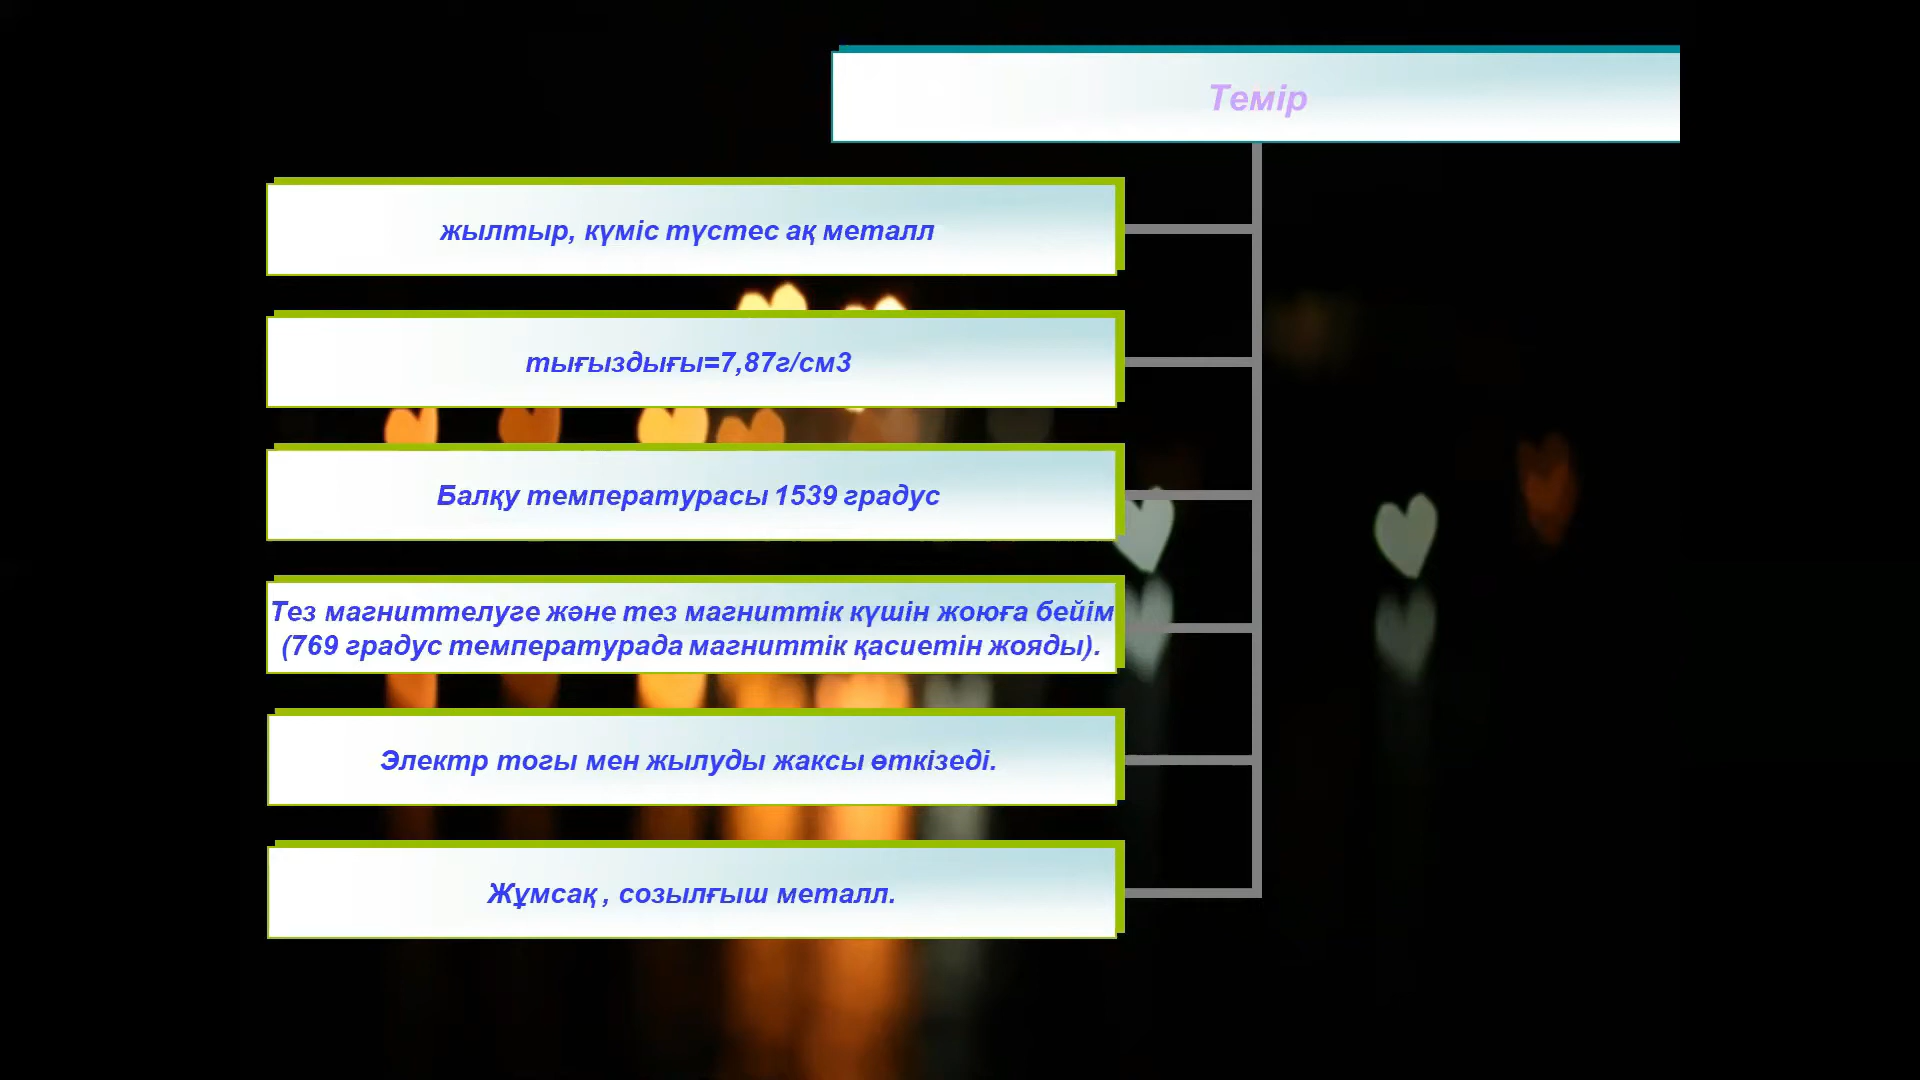 Темір
жылтыр, күміс түстес ақ металл
тығыздығы=7,87г/см3
Балқу температурасы 1539 градус
Тез магниттелуге және тез магниттік күшін жоюға бейім
(769 градус температурада магниттік қасиетін жояды).
Электр тогы мен жылуды жаксы өткізеді.
Жұмсақ , созылғыш металл.